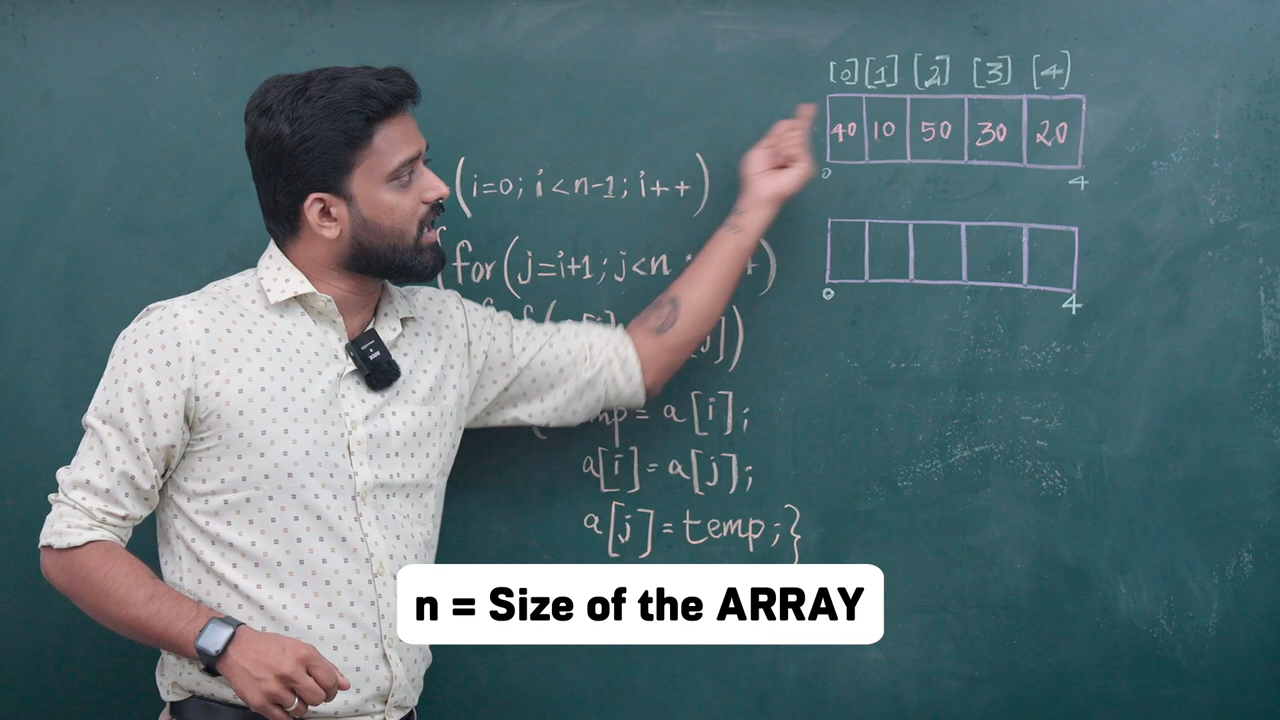 (i=0; i<n-1; i++)
for(j=i+1; j<n +)
j])
= a[i];
a[i]=a[j];
a[j]=temp;}
[0] [1] [2] [3] [4]
40 10 50 30 20
0 4
0 4
n = Size of the ARRAY